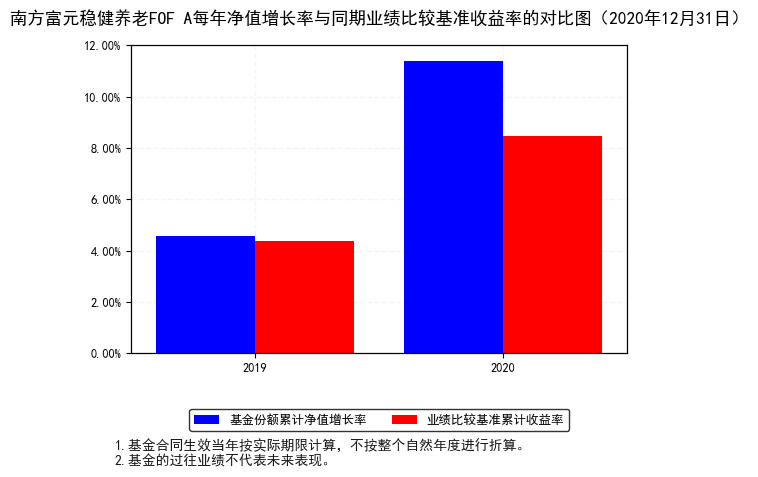 南方富元稳健养老FOF A每年净值增长率与同期业绩比较基准收益率的对比图（2020年12月31日）
12.00%
10.00%
8.00%
6.00%
4.00%
2.00%
0.00%
2019 2020
基金份额累计净值增长率 业绩比较基准累计收益率
1.基金合同生效当年按实际期限计算，不按整个自然年度进行折算。
2.基金的过往业绩不代表未来表现。